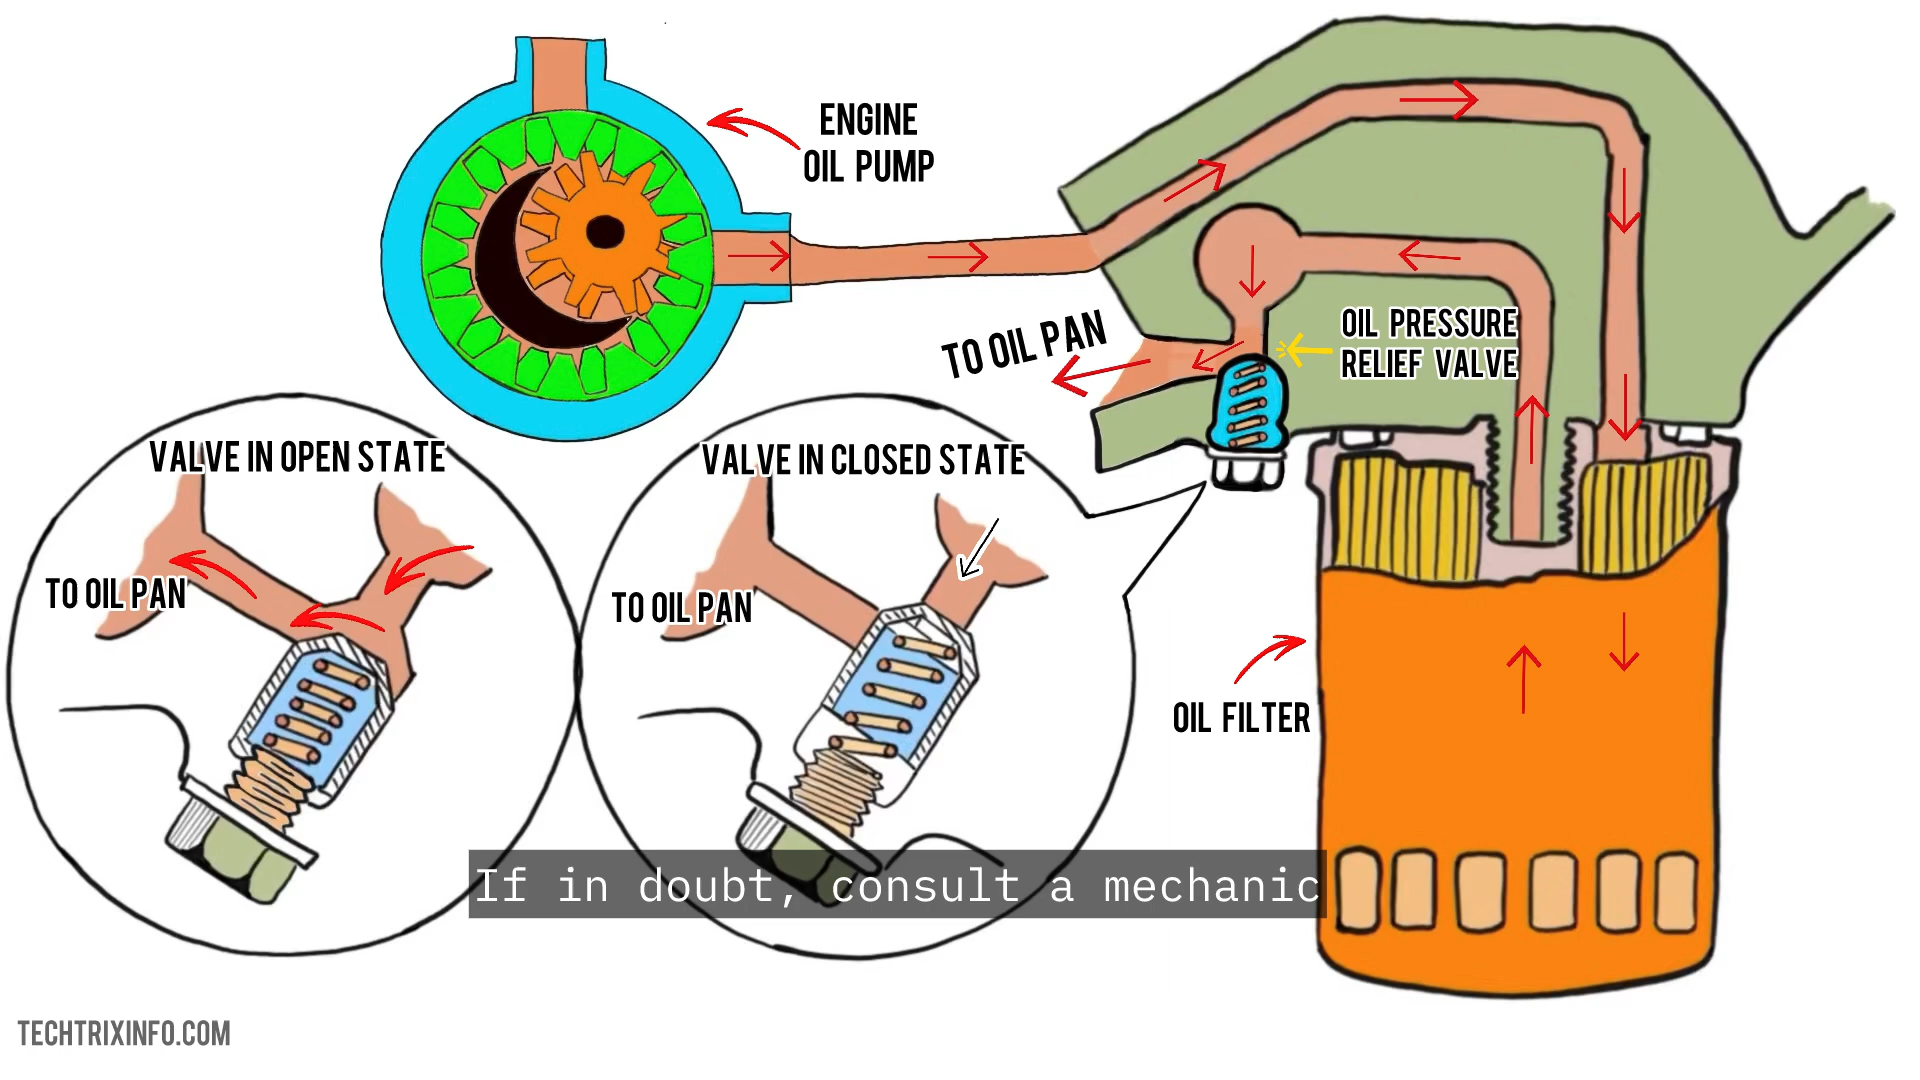 ENGINE
OIL PUMP
TO OIL PAN
OIL PRESSURE
RELIEF VALVE
VALVE IN OPEN STATE
VALVE IN CLOSED STATE
TO OIL PAN
TO OIL PAN
OIL FILTER
If in doubt, consult a mechanic
TECHTRIXINFO.COM